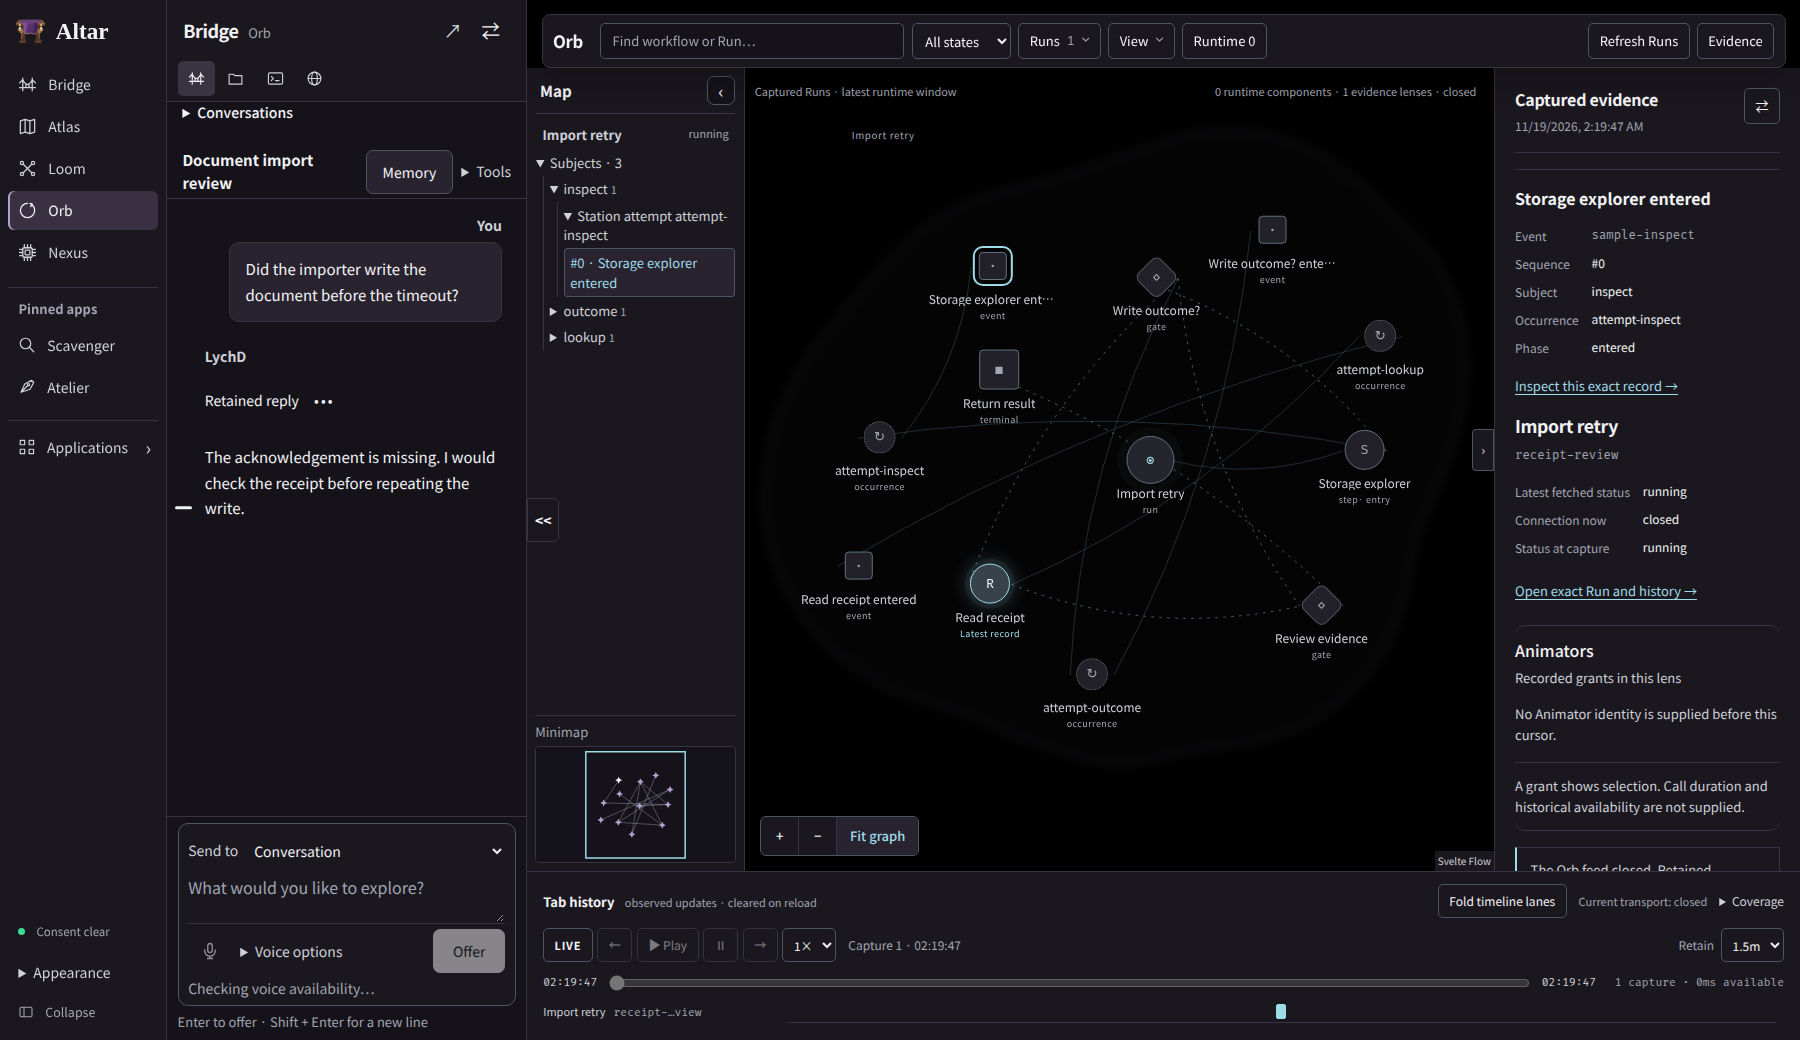 Altar
Bridge
Atlas
Loom
Orb
Nexus
Pinned apps
Scavenger
Atelier
Applications
Consent clear
Appearance
Collapse
Bridge Orb
Conversations
Document import review
Memory
Tools
You
Did the importer write the
document before the timeout?
LychD
Retained reply
The acknowledgement is missing. I would
check the receipt before repeating the
write.
Send to Conversation
What would you like to explore?
Voice options
Offer
Checking voice availability…
Enter to offer · Shift + Enter for a new line
Orb
Find workflow or Run…
All states
Runs 1
View
Runtime 0
Refresh Runs
Evidence
Map
Import retry running
Subjects · 3
inspect 1
Station attempt attempt-
inspect
#0 · Storage explorer
entered
outcome 1
lookup 1
Minimap
<<
Captured Runs · latest runtime window
0 runtime components · 1 evidence lenses · closed
Import retry
Storage explorer ent···
event
Write outcome?
gate
Write outcome? ente···
event
attempt-lookup
occurrence
Return result
terminal
attempt-inspect
occurrence
Import retry
run
S
Storage explorer
step · entry
Read receipt entered
event
R
Read receipt
Latest record
Review evidence
gate
attempt-outcome
occurrence
+ − Fit graph
Svelte Flow
Captured evidence
11/19/2026, 2:19:47 AM
Storage explorer entered
Event sample-inspect
Sequence #0
Subject inspect
Occurrence attempt-inspect
Phase entered
Inspect this exact record →
Import retry
receipt-review
Latest fetched status running
Connection now closed
Status at capture running
Open exact Run and history →
Animators
Recorded grants in this lens
No Animator identity is supplied before this
cursor.
A grant shows selection. Call duration and
historical availability are not supplied.
The Orb feed closed. Retained
Tab history observed updates · cleared on reload
Fold timeline lanes
Current transport: closed
Coverage
LIVE
←
Play
→
1×
Capture 1 · 02:19:47
Retain 1.5m
02:19:47
02:19:47
1 capture · 0ms available
Import retry receipt-…view